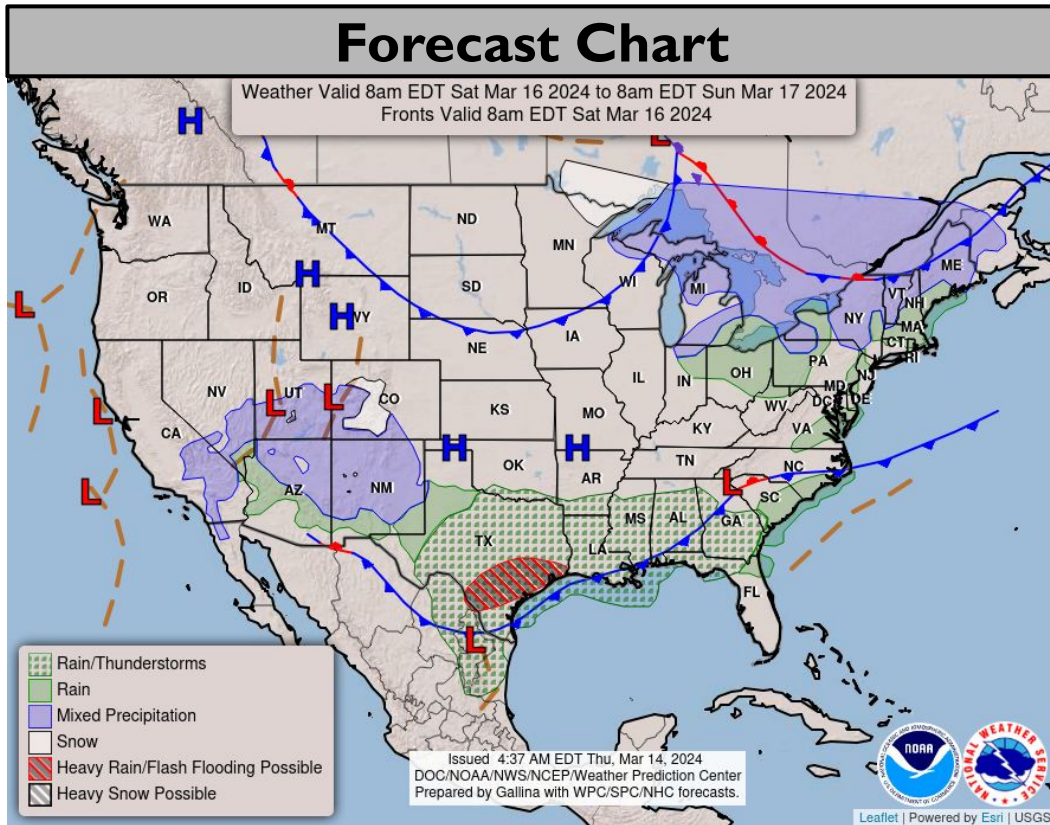 Forecast Chart
Weather Valid 8am EDT Sat Mar 16 2024 to 8am EDT Sun Mar 17 2024
Fronts Valid 8am EDT Sat Mar 16 2024
H
L
WA
MT
ND
MN
ME
H
OR
ID
SD
WI
MI
VT
NH
L
H
WY
NY
MA
IA
NE
CT
RI
PA
NV
UT
CO
IL
IN
OH
NJ
MD
DE
DC
L
L
L
KS
MO
WV
VA
CA
KY
H
H
OK
TN
NC
L
AZ
NM
AR
L
SC
TX
MS
AL
GA
LA
FL
L
Rain/Thunderstorms
Rain
Mixed Precipitation
Snow
Heavy Rain/Flash Flooding Possible
Heavy Snow Possible
Issued 4:37 AM EDT Thu, Mar 14, 2024
DOC/NOAA/NWS/NCEP/Weather Prediction Center
Prepared by Gallina with WPC/SPC/NHC forecasts.
NOAA
NATIONAL WEATHER SERVICE
Leaflet | Powered by Esri | USGS